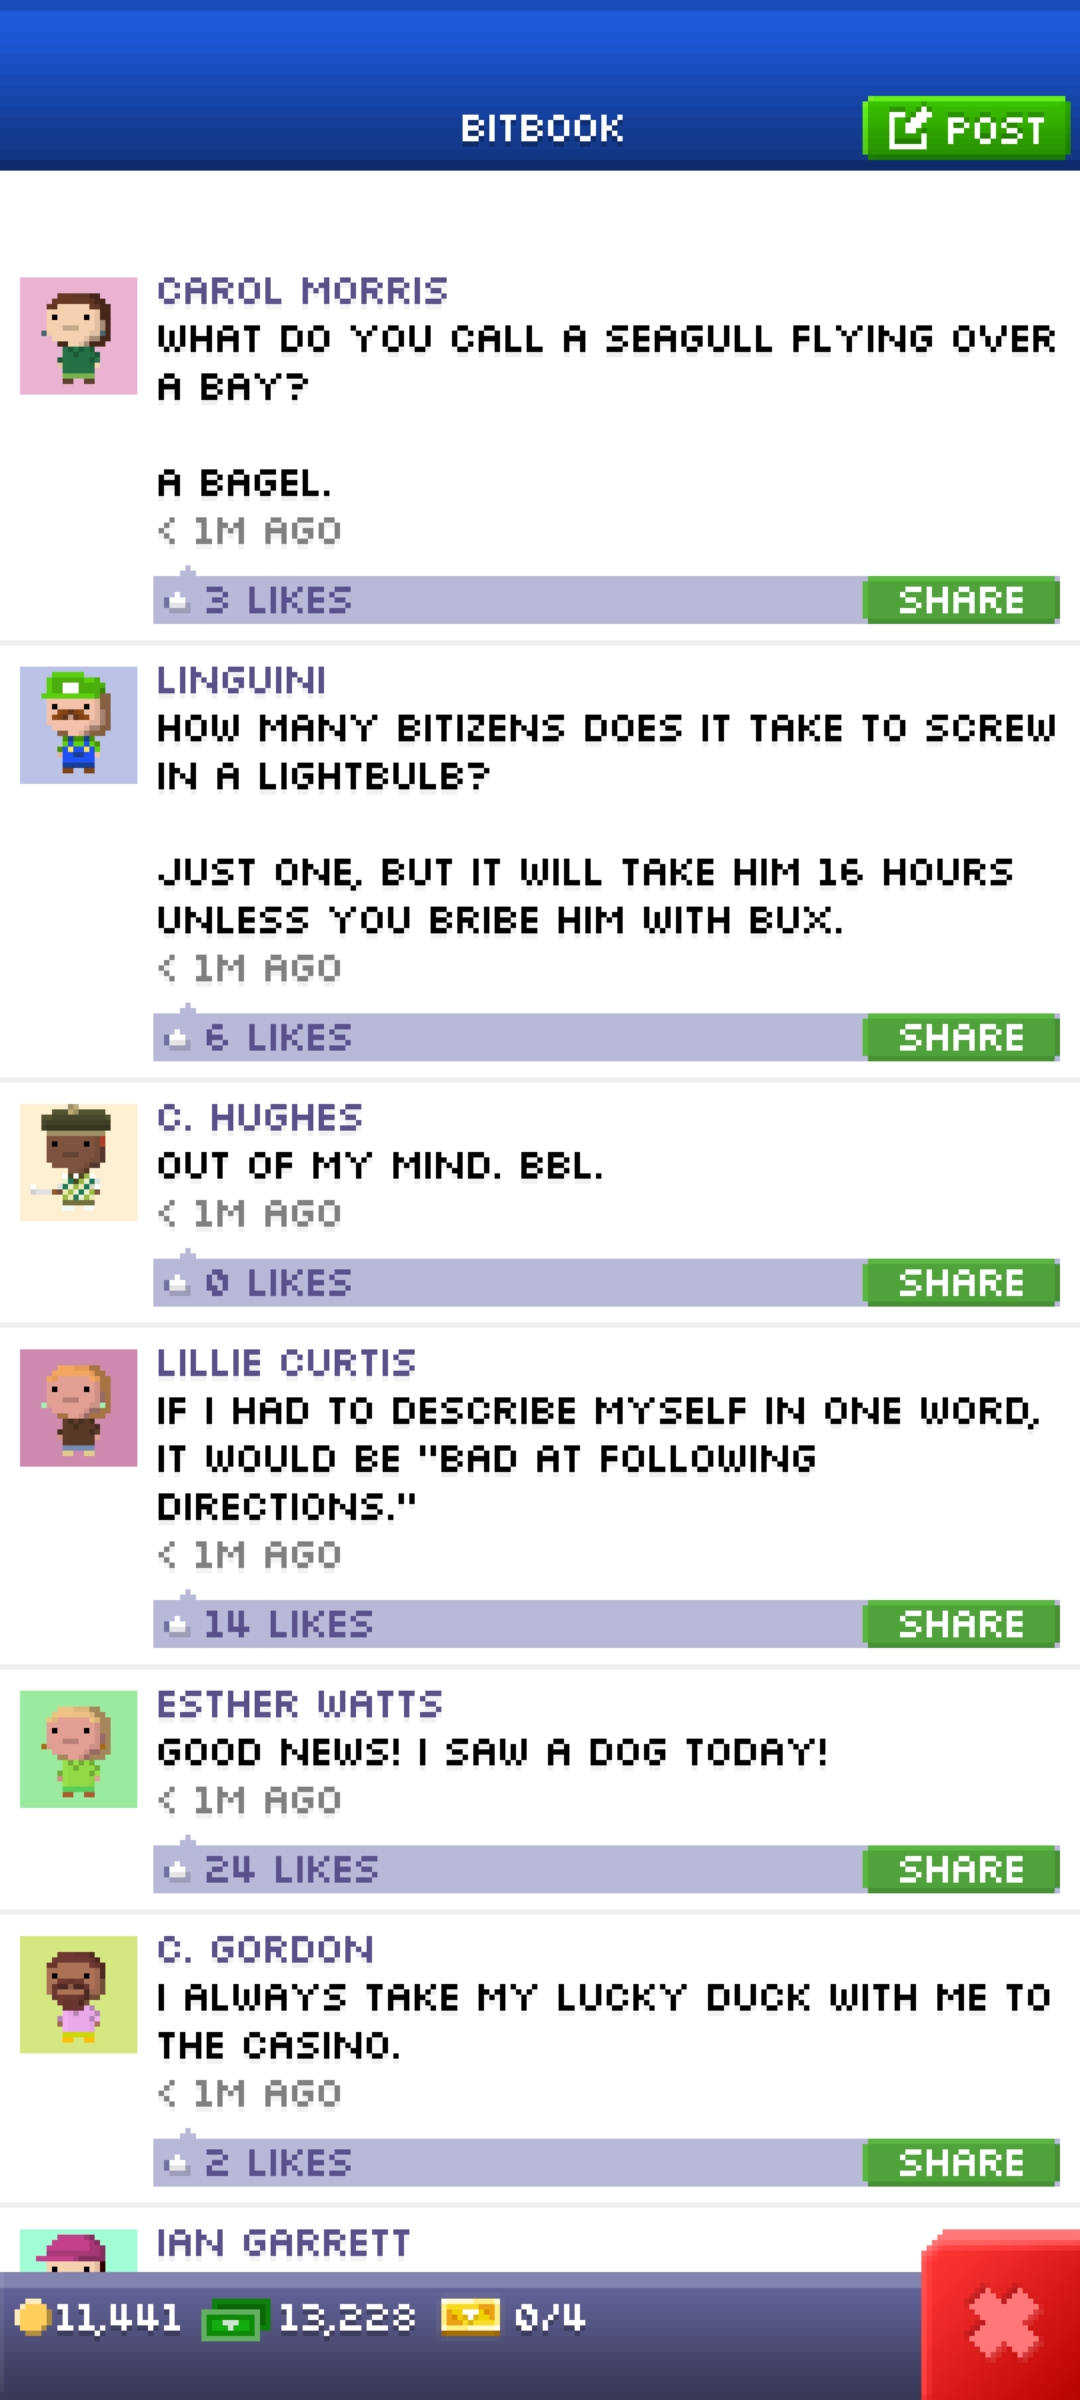 BITBOOK
POST
CAROL MORRIS
WHAT DO YOU CALL A SEAGULL FLYING OVER
A BAY?
A BAGEL.
< 1M AGO
3 LIKES
SHARE
LINGUINI
HOW MANY BITIZENS DOES IT TAKE TO SCREW
IN A LIGHTBULB?
JUST ONE, BUT IT WILL TAKE HIM 16 HOURS
UNLESS YOU BRIBE HIM WITH BUX.
< 1M AGO
6 LIKES
SHARE
C. HUGHES
OUT OF MY MIND. BBL.
< 1M AGO
0 LIKES
SHARE
LILLIE CURTIS
IF I HAD TO DESCRIBE MYSELF IN ONE WORD,
IT WOULD BE "BAD AT FOLLOWING
DIRECTIONS."
< 1M AGO
14 LIKES
SHARE
ESTHER WATTS
GOOD NEWS! I SAW A DOG TODAY!
< 1M AGO
24 LIKES
SHARE
C. GORDON
I ALWAYS TAKE MY LUCKY DUCK WITH ME TO
THE CASINO.
< 1M AGO
2 LIKES
SHARE
IAN GARRETT
11,441 13,228 0/4